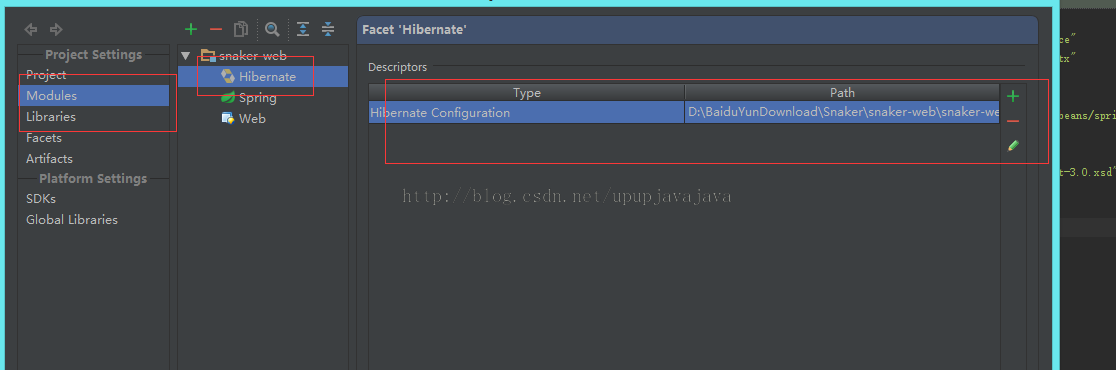 Project Settings
Project
Modules
Libraries
Facets
Artifacts
Platform Settings
SDKs
Global Libraries
snaker-web
Hibernate
Spring
Web
Facet 'Hibernate'
Descriptors
Type Path
Hibernate Configuration D:\BaiduYunDownload\Snaker\snaker-web\snaker-we
http://blog.csdn.net/upupjavajava
ce"
tx"
beans/spri
t-3.0.xsd"